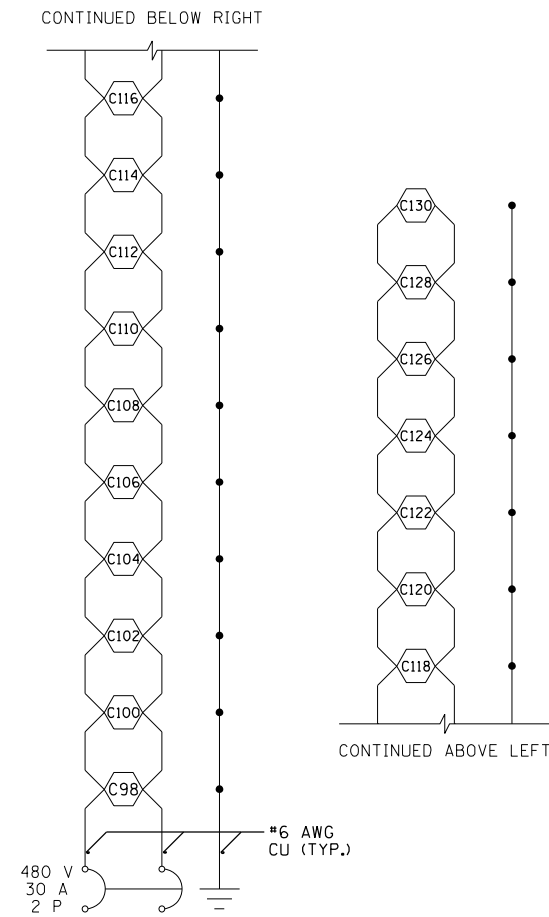 CONTINUED BELOW RIGHT
C116
C114
C112
C110
C108
C106
C104
C102
C100
C98
#6 AWG
CU (TYP.)
480 V
30 A
2 P
C130
C128
C126
C124
C122
C120
C118
CONTINUED ABOVE LEFT